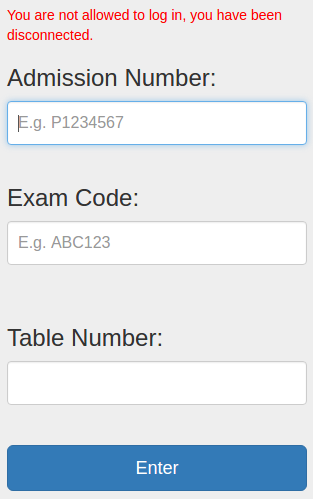 You are not allowed to log in, you have been
disconnected.
Admission Number:
E.g. P1234567
Exam Code:
E.g. ABC123
Table Number:
Enter